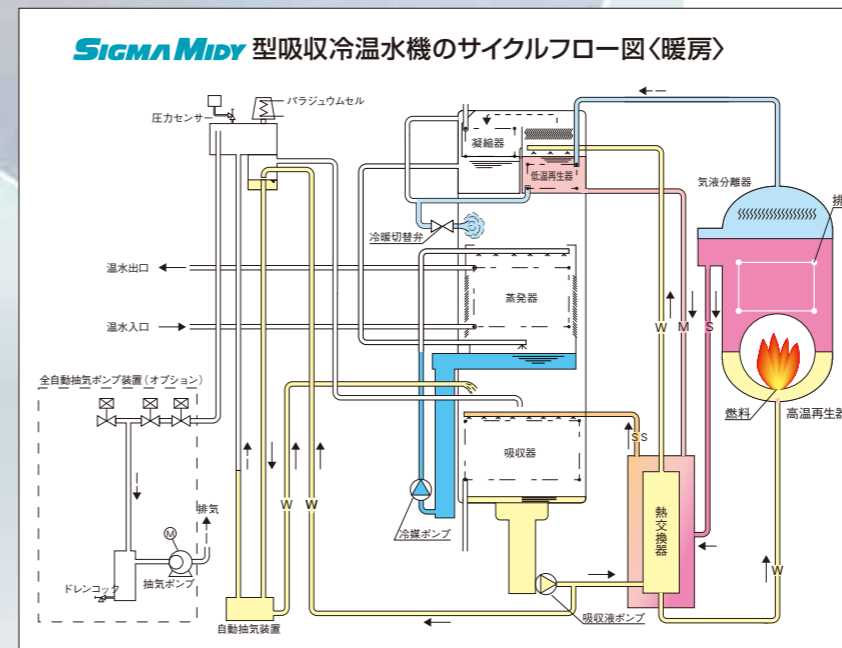 SIGMA MIDY 型吸収冷温水機のサイクルフロー図〈暖房〉
パラジュウムセル
圧力センサー
凝縮器
低温再生器
気液分離器
排
冷暖切替弁
温水出口
蒸発器
温水入口
W
M
S
全自動抽気ポンプ装置(オプション)
燃料
高温再生器
SS
吸収器
W
W
排気
M
冷媒ポンプ
熱交換器
抽気ポンプ
W
ドレンコック
吸収液ポンプ
自動抽気装置